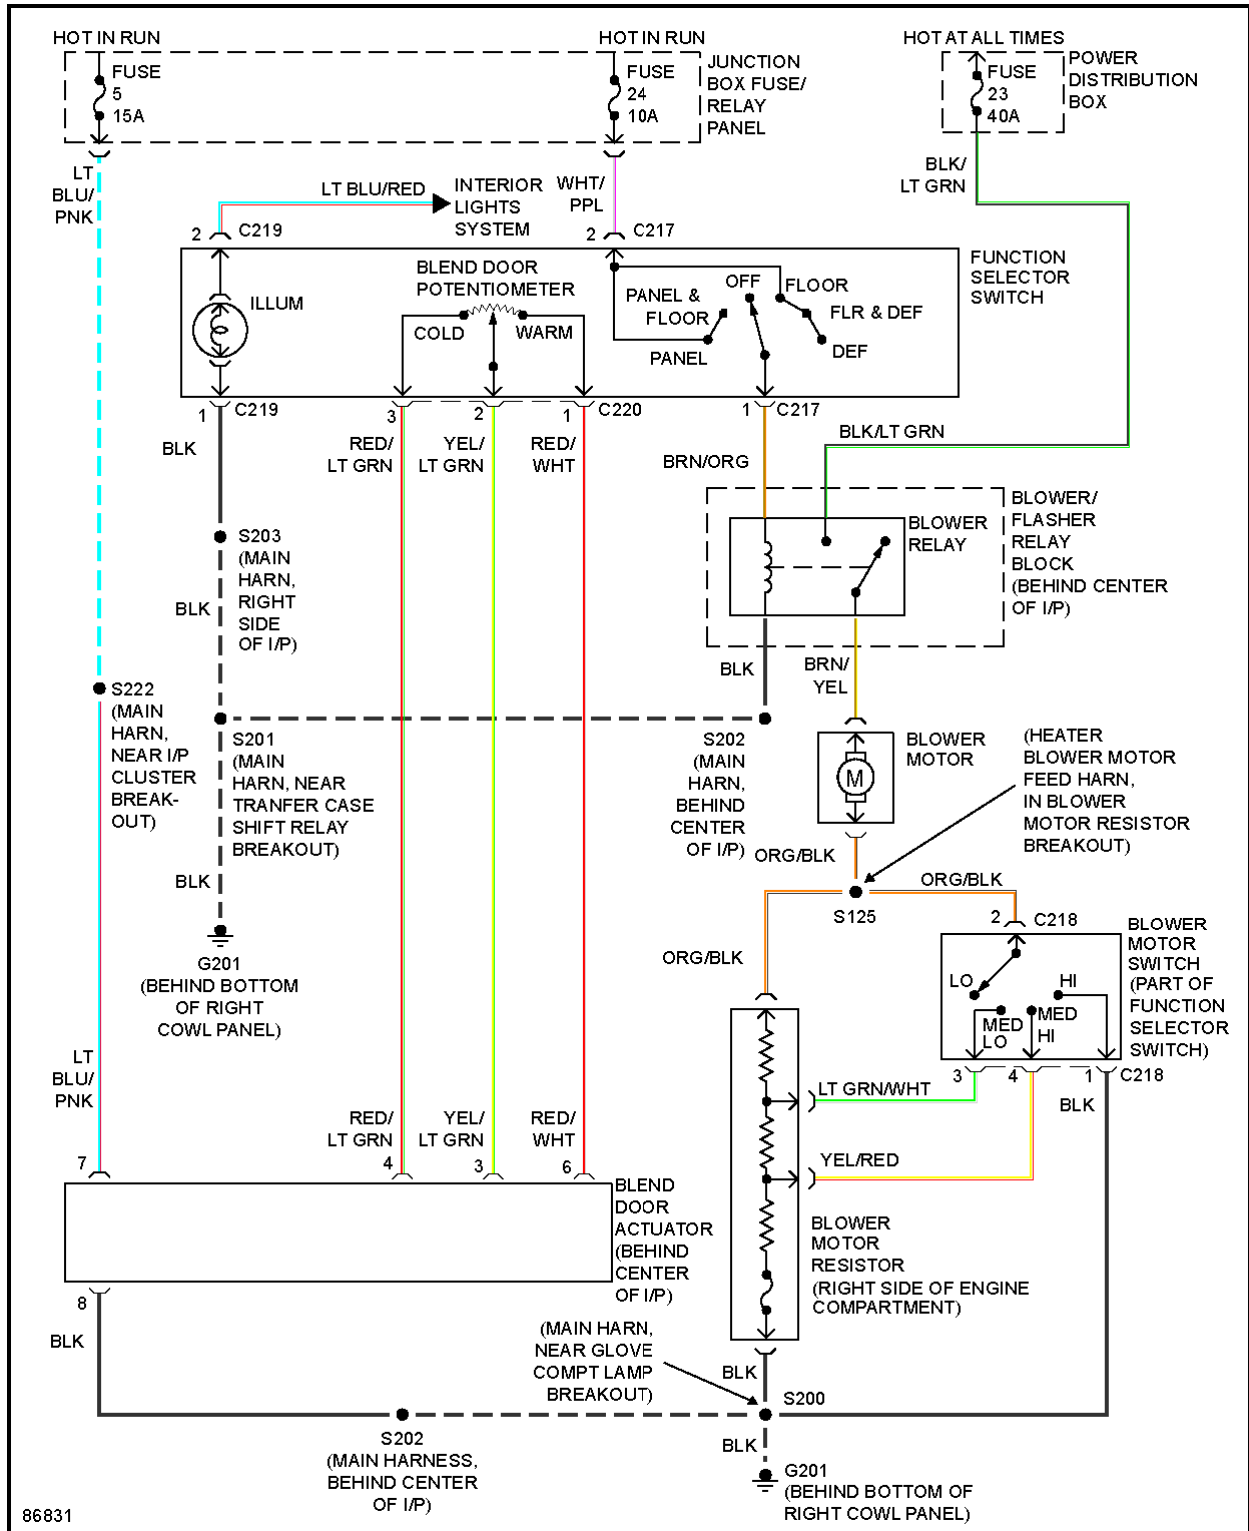 HOT IN RUN
HOT IN RUN
HOT AT ALL TIMES
FUSE
5
15A
FUSE
24
10A
JUNCTION
BOX FUSE/
RELAY
PANEL
FUSE
23
40A
POWER
DISTRIBUTION
BOX
LT
BLU/
PNK
LT BLU/RED
INTERIOR
LIGHTS
SYSTEM
WHT/
PPL
BLK/
LT GRN
2
C219
2
C217
ILLUM
BLEND DOOR
POTENTIOMETER
COLD
WARM
PANEL &
FLOOR
PANEL
OFF
FLOOR
FLR & DEF
DEF
FUNCTION
SELECTOR
SWITCH
1
C219
3
2
1
C220
1
C217
BLK
RED/
LT GRN
YEL/
LT GRN
RED/
WHT
BRN/ORG
BLK/LT GRN
S203
(MAIN
HARN,
RIGHT
SIDE
OF I/P)
BLK
BLOWER
RELAY
BLOWER/
FLASHER
RELAY
BLOCK
(BEHIND CENTER
OF I/P)
BLK
BRN/
YEL
S222
(MAIN
HARN,
NEAR I/P
CLUSTER
BREAK-
OUT)
S201
(MAIN
HARN, NEAR
TRANFER CASE
SHIFT RELAY
BREAKOUT)
S202
(MAIN
HARN,
BEHIND
CENTER
OF I/P)
BLOWER
MOTOR
M
(HEATER
BLOWER MOTOR
FEED HARN,
IN BLOWER
MOTOR RESISTOR
BREAKOUT)
BLK
ORG/BLK
ORG/BLK
S125
2
C218
G201
(BEHIND BOTTOM
OF RIGHT
COWL PANEL)
ORG/BLK
LO
MED
LO
MED
HI
HI
BLOWER
MOTOR
SWITCH
(PART OF
FUNCTION
SELECTOR
SWITCH)
3
4
1
C218
LT
BLU/
PNK
LT GRN/WHT
BLK
RED/
LT GRN
YEL/
LT GRN
RED/
WHT
YEL/RED
7
4
3
6
BLEND
DOOR
ACTUATOR
(BEHIND
CENTER
OF I/P)
BLOWER
MOTOR
RESISTOR
(RIGHT SIDE OF ENGINE
COMPARTMENT)
8
BLK
(MAIN HARN,
NEAR GLOVE
COMPT LAMP
BREAKOUT)
BLK
S200
S202
(MAIN HARNESS,
BEHIND CENTER
OF I/P)
BLK
G201
(BEHIND BOTTOM OF
RIGHT COWL PANEL)
86831